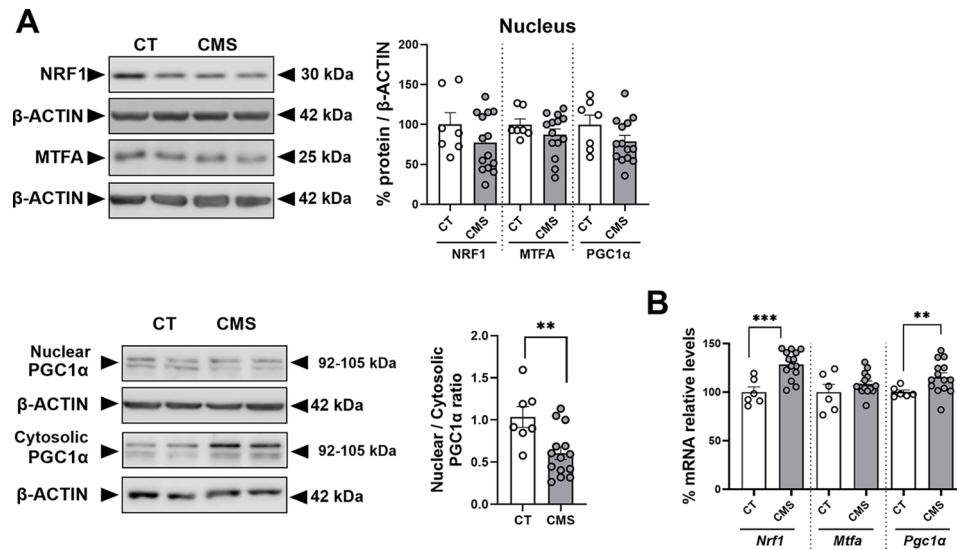 A
CT CMS
NRF1 30 kDa
β-ACTIN 42 kDa
MTFA 25 kDa
β-ACTIN 42 kDa
Nucleus
% protein / β-ACTIN
200
150
100
50
0
CT CMS CT CMS CT CMS
NRF1 MTFA PGC1α
CT CMS
Nuclear
PGC1α 92-105 kDa
β-ACTIN 42 kDa
Cytosolic
PGC1α 92-105 kDa
β-ACTIN 42 kDa
Nuclear / Cytosolic
PGC1α ratio
2.0
1.5
1.0
0.5
0.0
**
CT CMS
B
% mRNA relative levels
150
100
50
0
*** **
CT CMS CT CMS CT CMS
Nrf1 Mtfa Pgc1α